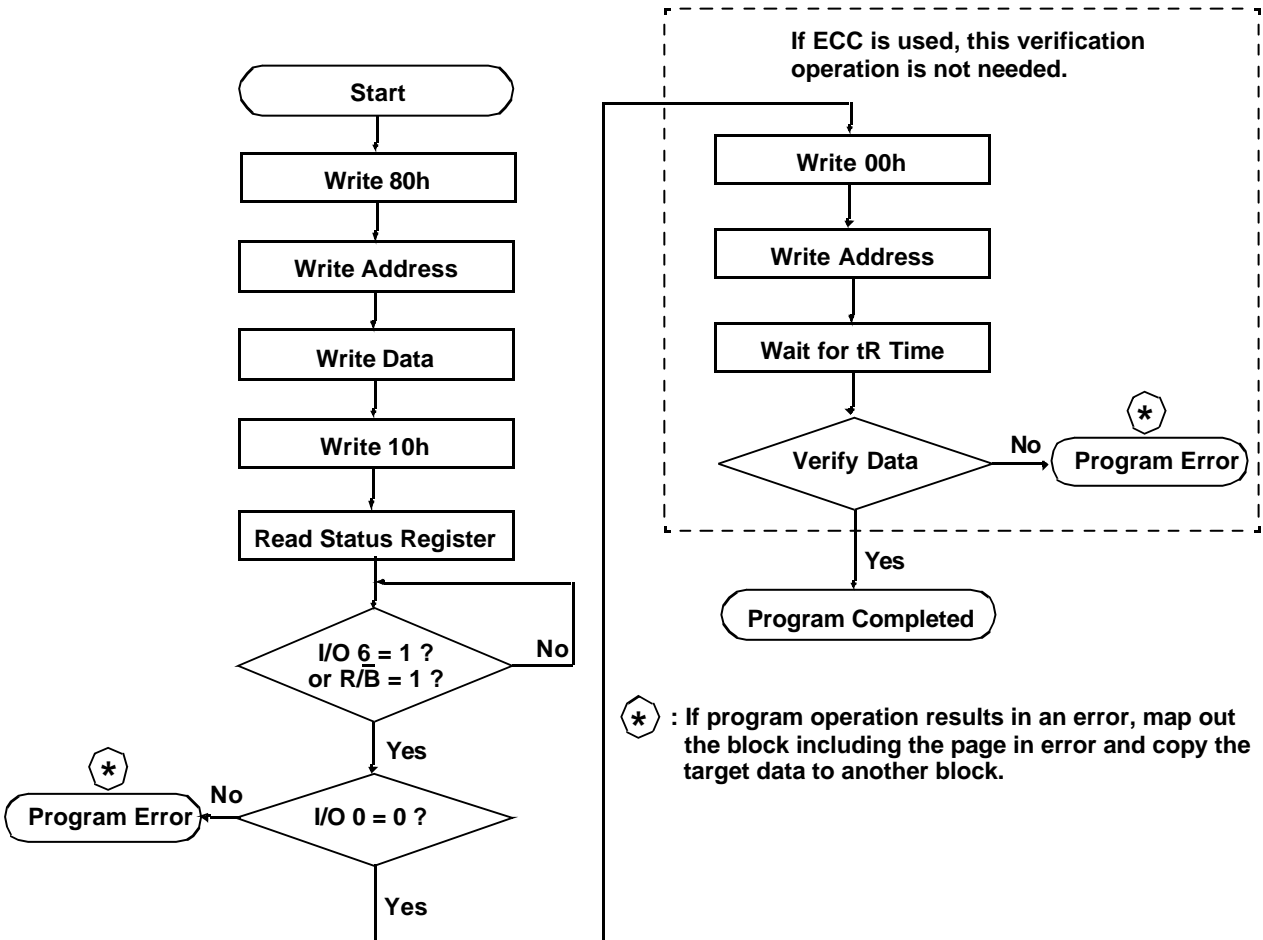 Start
Write 80h
Write Address
Write Data
Write 10h
Read Status Register
I/O 6 = 1 ?
or R/B̅ = 1 ?
No
Yes
*
No
Program Error
I/O 0 = 0 ?
Yes
If ECC is used, this verification
operation is not needed.
Write 00h
Write Address
Wait for tR Time
*
Verify Data
No
Program Error
Yes
Program Completed
* : If program operation results in an error, map out
the block including the page in error and copy the
target data to another block.